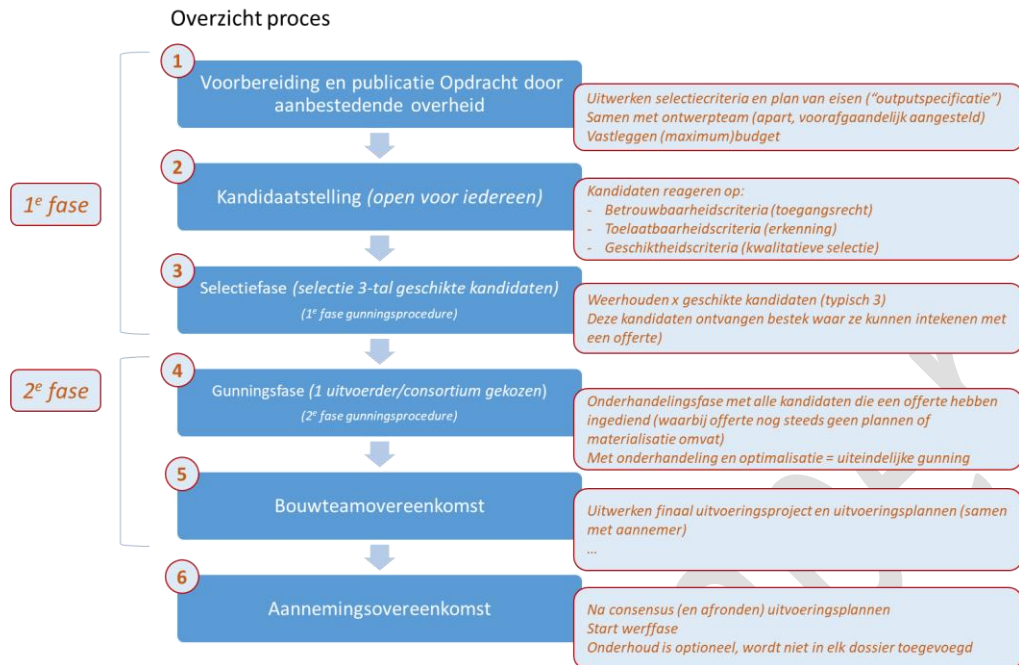 Overzicht proces
1
Voorbereiding en publicatie Opdracht door
aanbestedende overheid
Uitwerken selectiecriteria en plan van eisen (“outputspecificatie”)
Samen met ontwerpteam (apart, voorafgaandelijk aangesteld)
Vastleggen (maximum)budget
1e fase
2
Kandidaatstelling (open voor iedereen)
Kandidaten reageren op:
- Betrouwbaarheidscriteria (toegangsrecht)
- Toelaatbaarheidscriteria (erkenning)
- Geschiktheidscriteria (kwalitatieve selectie)
3
Selectiefase (selectie 3-tal geschikte kandidaten)
(1e fase gunningsprocedure)
Weerhouden x geschikte kandidaten (typisch 3)
Deze kandidaten ontvangen bestek waar ze kunnen intekenen met
een offerte)
2e fase
4
Gunningsfase (1 uitvoerder/consortium gekozen)
(2e fase gunningsprocedure)
Onderhandelingsfase met alle kandidaten die een offerte hebben
ingediend (waarbij offerte nog steeds geen plannen of
materialisatie omvat)
Met onderhandeling en optimalisatie = uiteindelijke gunning
5
Bouwteamovereenkomst
Uitwerken finaal uitvoeringsproject en uitvoeringsplannen (samen
met aannemer)
...
6
Aannemingsovereenkomst
Na consensus (en afronden) uitvoeringsplannen
Start werffase
Onderhoud is optioneel, wordt niet in elk dossier toegevoegd